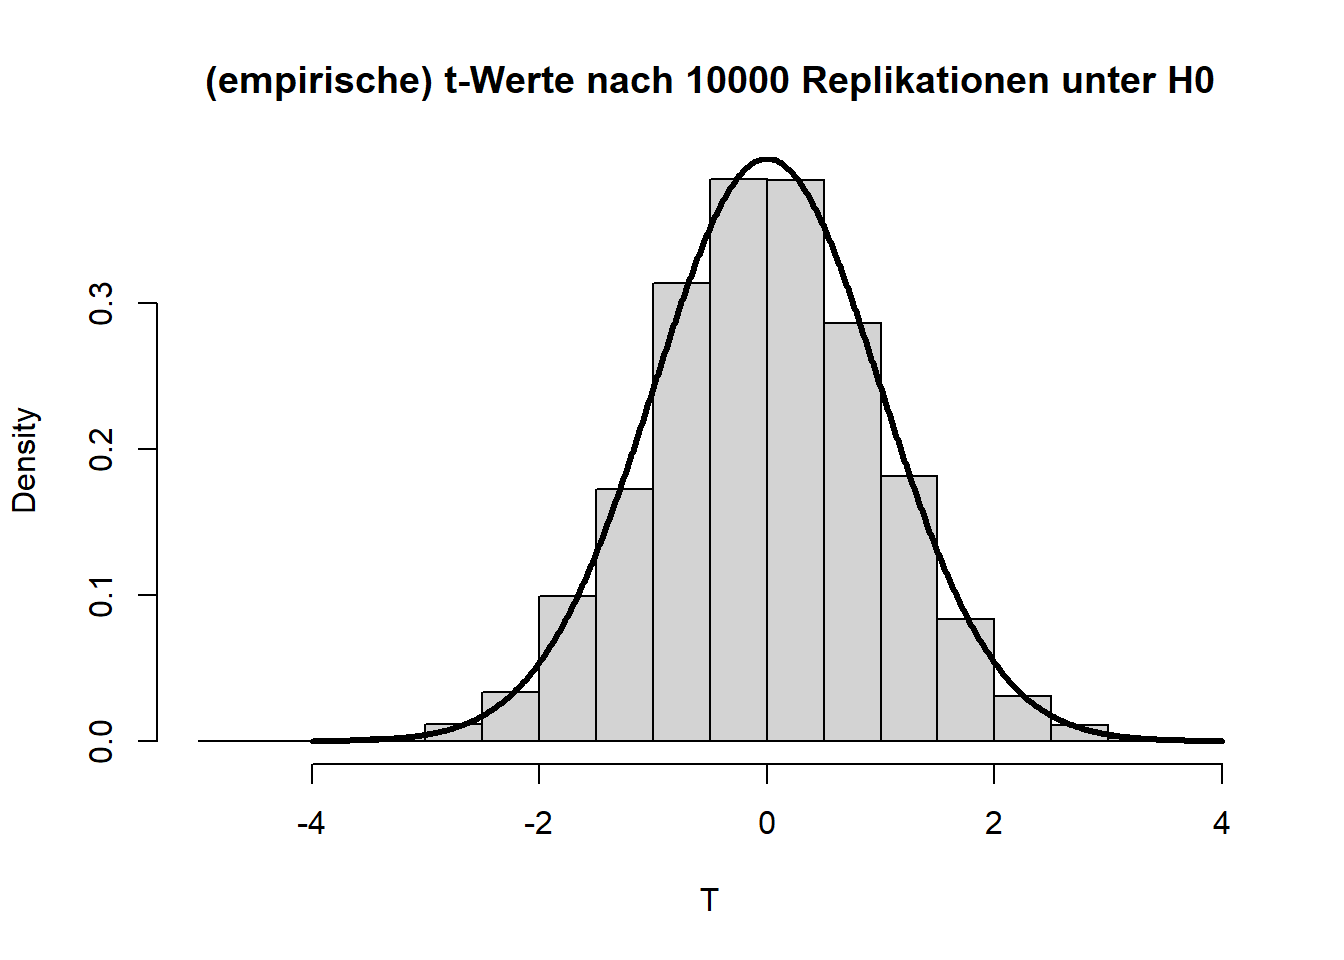 (empirische) t-Werte nach 10000 Replikationen unter H0
Density
0.3
0.2
0.1
0.0
-4 -2 0 2 4
T